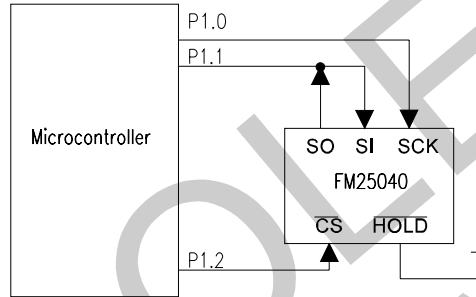 P1.0
P1.1
Microcontroller
SO SI SCK
FM25040
CS HOLD
P1.2